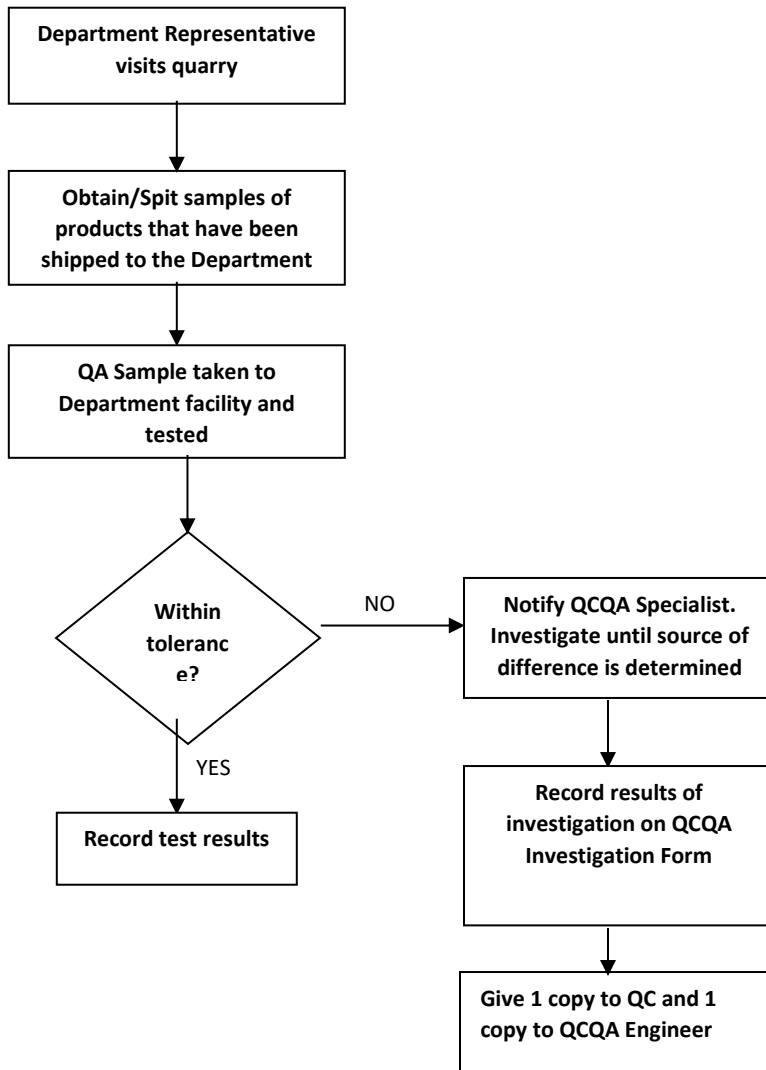 Department Representative
visits quarry
Obtain/Spit samples of
products that have been
shipped to the Department
QA Sample taken to
Department facility and
tested
Within
toleranc
e?
NO
Notify QCQA Specialist.
Investigate until source of
difference is determined
YES
Record test results
Record results of
investigation on QCQA
Investigation Form
Give 1 copy to QC and 1
copy to QCQA Engineer